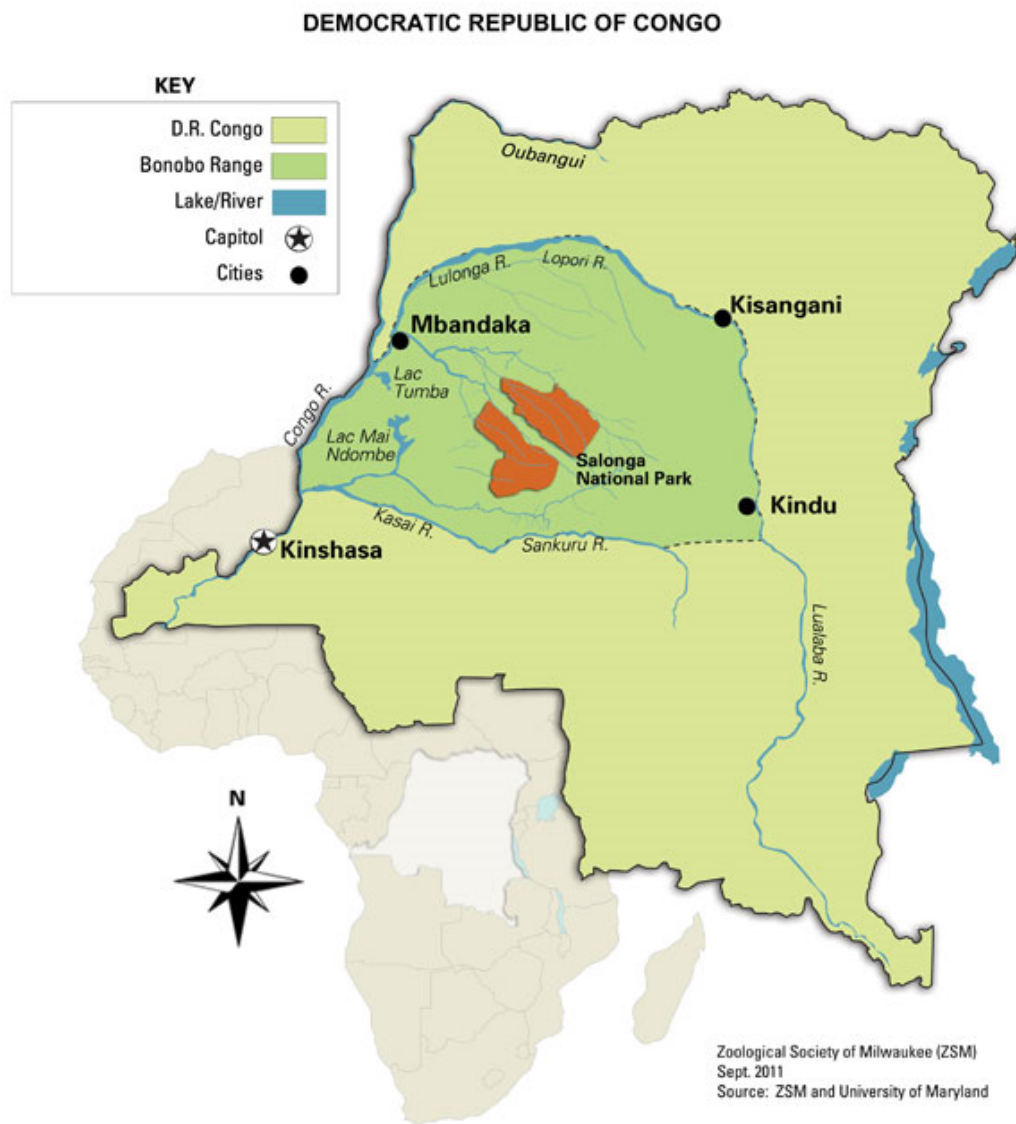 DEMOCRATIC REPUBLIC OF CONGO
KEY
D.R. Congo
Bonobo Range
Lake/River
Capitol
Cities
Oubangui
Lulonga R.
Lopori R.
Kisangani
Mbandaka
Lac
Tumba
Congo R.
Lac Mai
Ndombe
Salonga
National Park
Kindu
Kasai R.
Sankuru R.
Kinshasa
Lualaba R.
N
Zoological Society of Milwaukee (ZSM)
Sept. 2011
Source: ZSM and University of Maryland